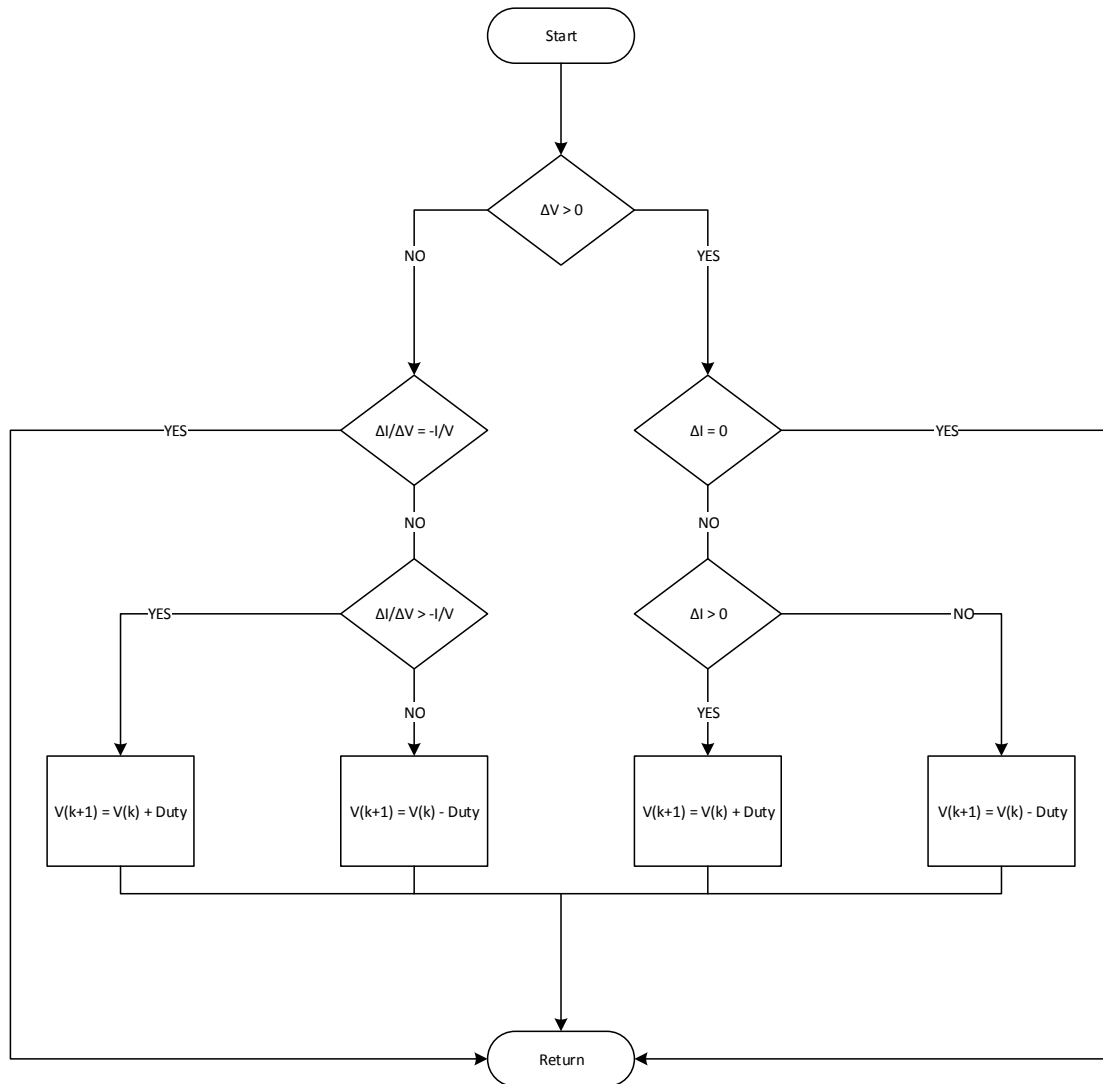 Start
ΔV > 0
NO
YES
ΔI/ΔV = -I/V
ΔI = 0
YES
YES
NO
NO
ΔI/ΔV > -I/V
ΔI > 0
YES
NO
NO
YES
V(k+1) = V(k) + Duty
V(k+1) = V(k) - Duty
V(k+1) = V(k) + Duty
V(k+1) = V(k) - Duty
Return